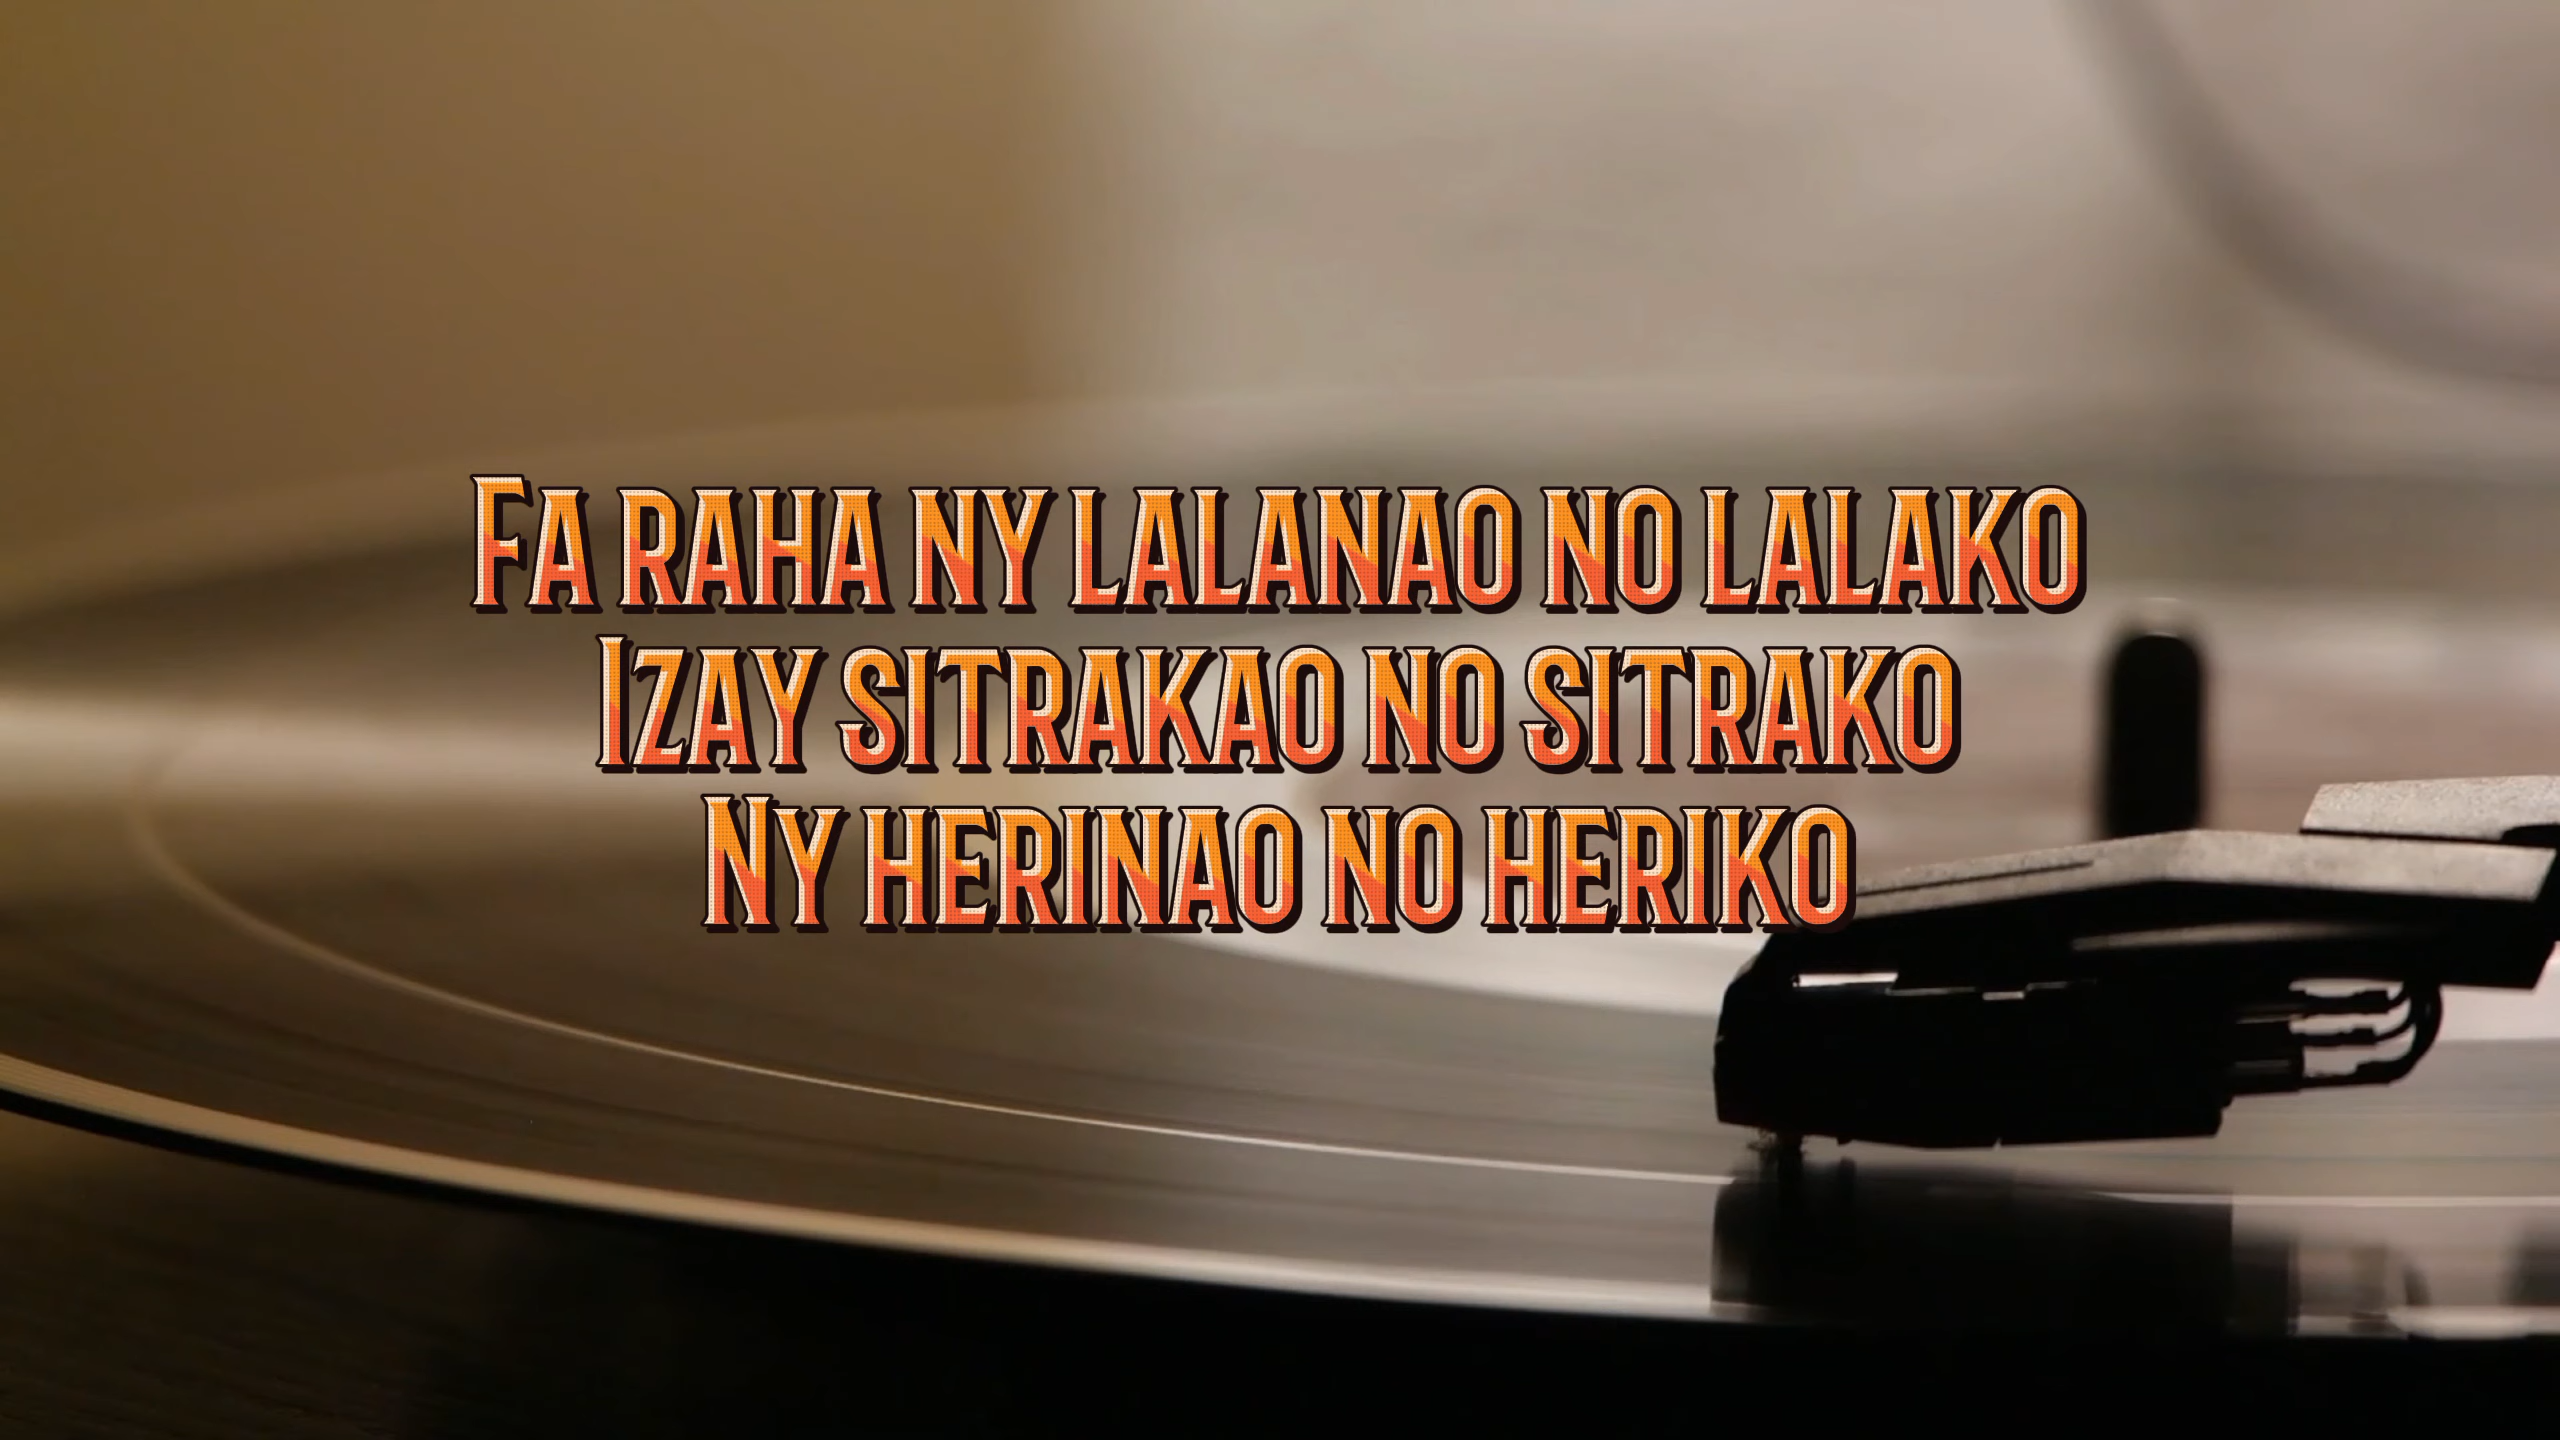 Fa raha ny lalanao no lalako
Izay sitrakao no sitrako
Ny herinao no heriko